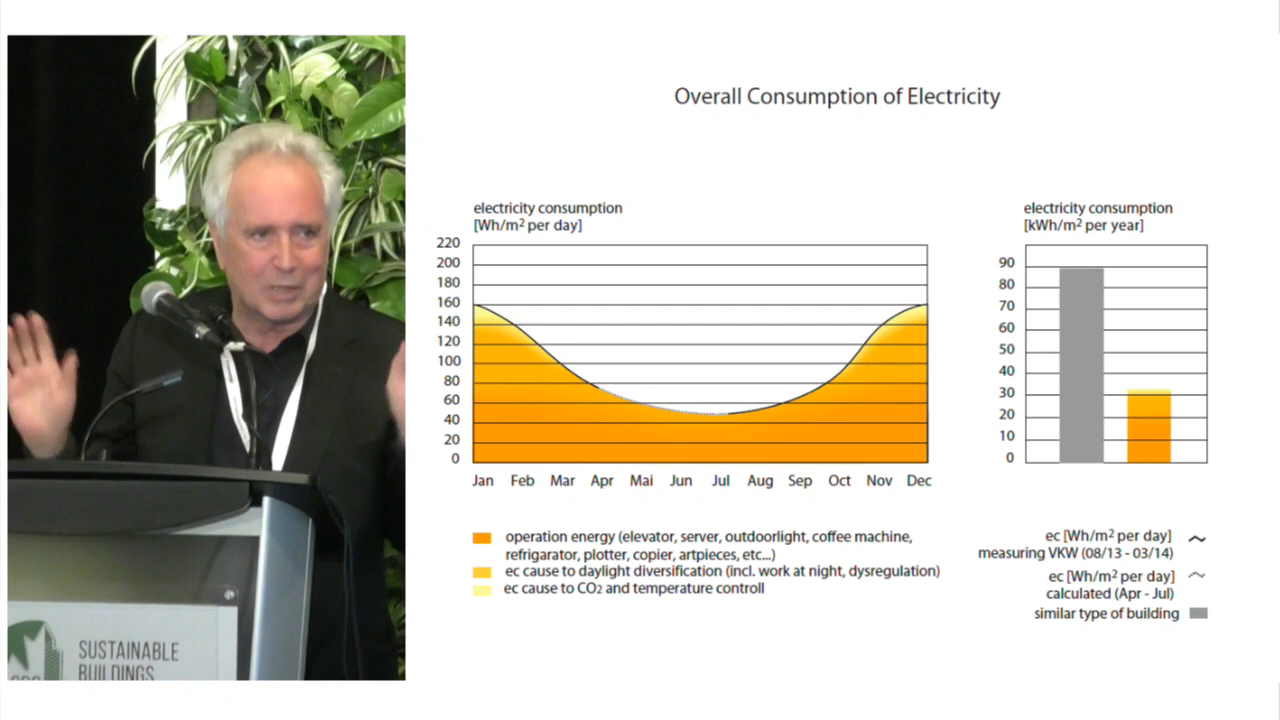 Overall Consumption of Electricity
electricity consumption
[Wh/m2 per day]
220
200
180
160
140
120
100
80
60
40
20
0
Jan Feb Mar Apr Mai Jun Jul Aug Sep Oct Nov Dec
electricity consumption
[kWh/m2 per year]
90
80
70
60
50
40
30
20
10
0
operation energy (elevator, server, outdoorlight, coffee machine,
refrigarator, plotter, copier, artpieces, etc...)
ec cause to daylight diversification (incl. work at night, dysregulation)
ec cause to CO2 and temperature controll
ec [Wh/m2 per day]
measuring VKW (08/13 - 03/14)
ec [Wh/m2 per day]
calculated (Apr - Jul)
similar type of building
SUSTAINABLE
BUILDINGS